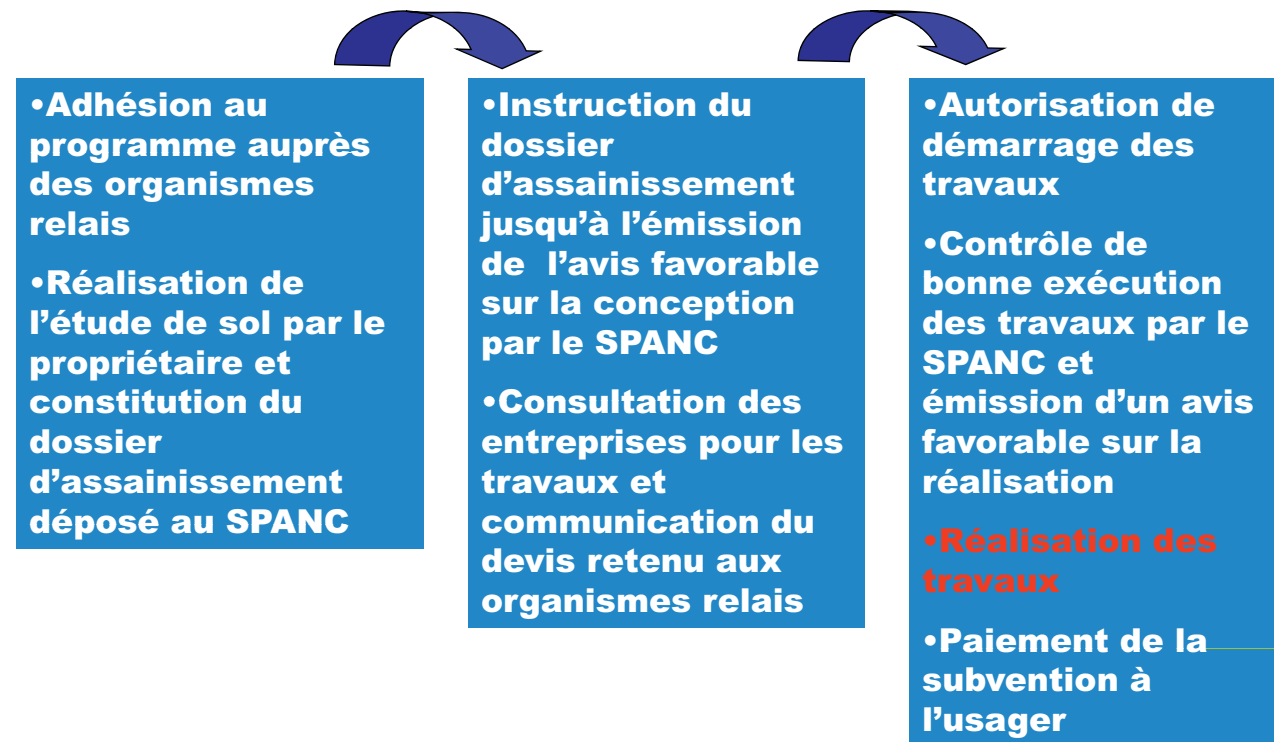 •Adhésion au
programme auprès
des organismes
relais
•Réalisation de
l’étude de sol par le
propriétaire et
constitution du
dossier
d’assainissement
déposé au SPANC
•Instruction du
dossier
d’assainissement
jusqu’à l’émission
de l’avis favorable
sur la conception
par le SPANC
•Consultation des
entreprises pour les
travaux et
communication du
devis retenu aux
organismes relais
•Autorisation de
démarrage des
travaux
•Contrôle de
bonne exécution
des travaux par le
SPANC et
émission d’un avis
favorable sur la
réalisation
•Réalisation des
travaux
•Paiement de la
subvention à
l’usager